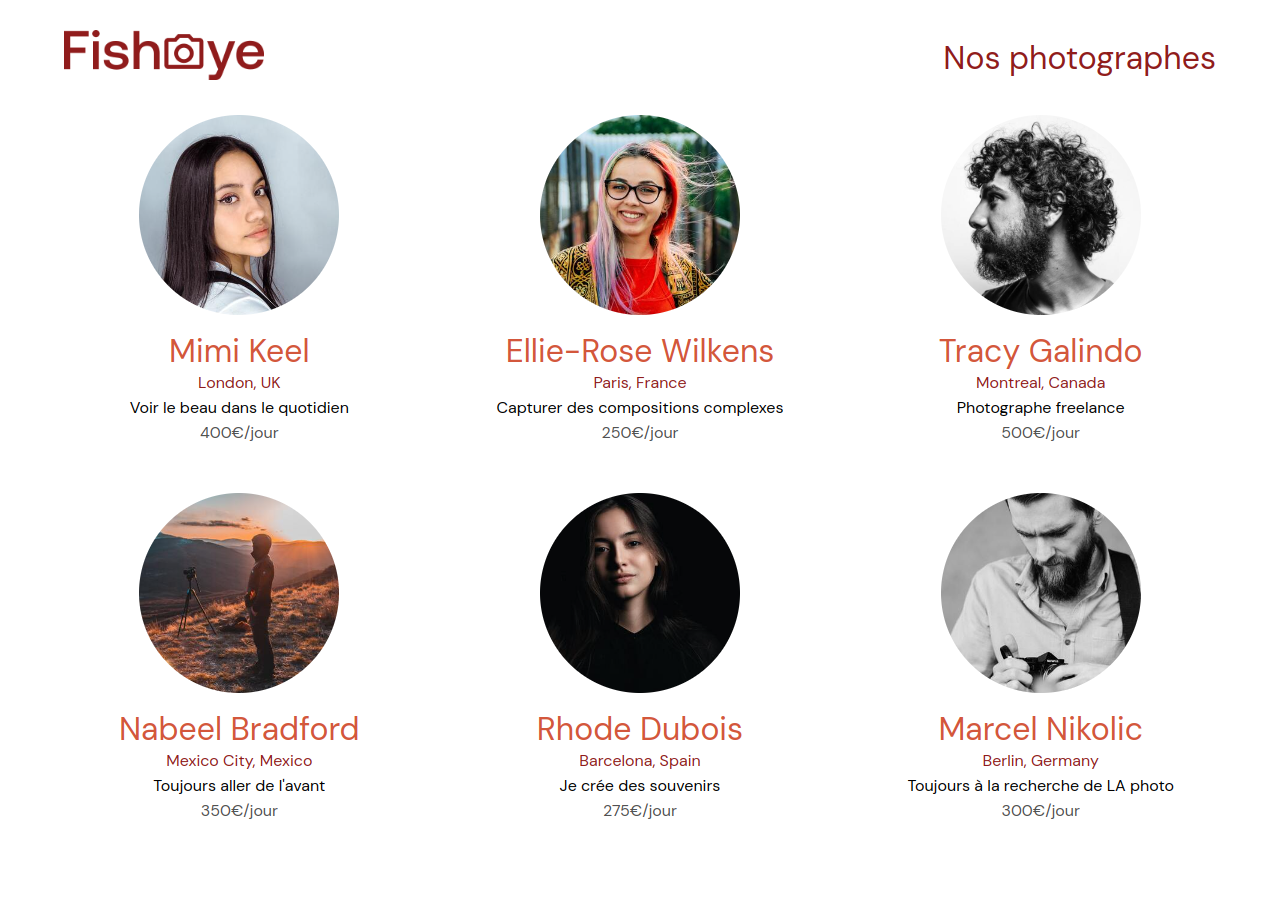 Fisheye
Nos photographes
Mimi Keel
London, UK
Voir le beau dans le quotidien
400€/jour
Ellie-Rose Wilkens
Paris, France
Capturer des compositions complexes
250€/jour
Tracy Galindo
Montreal, Canada
Photographe freelance
500€/jour
Nabeel Bradford
Mexico City, Mexico
Toujours aller de l'avant
350€/jour
Rhode Dubois
Barcelona, Spain
Je crée des souvenirs
275€/jour
Marcel Nikolic
Berlin, Germany
Toujours à la recherche de LA photo
300€/jour